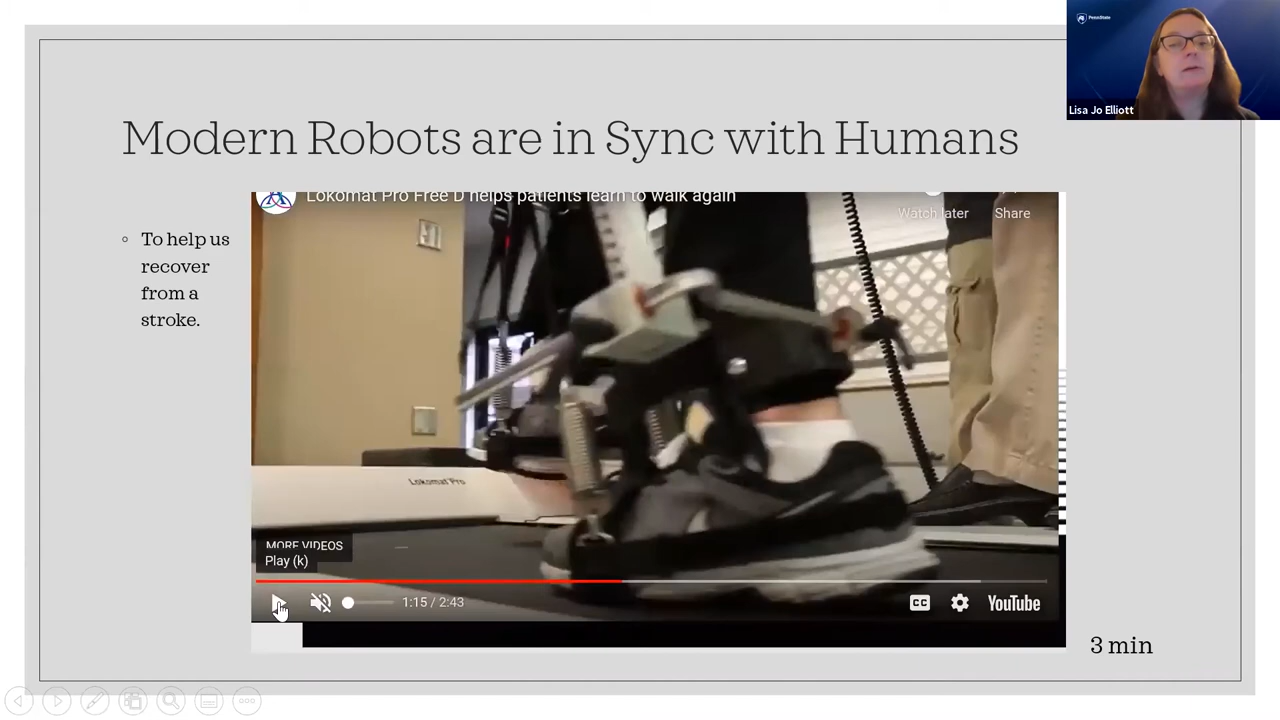 PennState
Lisa Jo Elliott
Modern Robots are in Sync with Humans
To help us
recover
from a
stroke.
Lokomat Pro Free D helps patients learn to walk again
Watch later
Share
Lokomat Pro
MORE VIDEOS
Play (k)
1:15 / 2:43
CC
YouTube
3 min